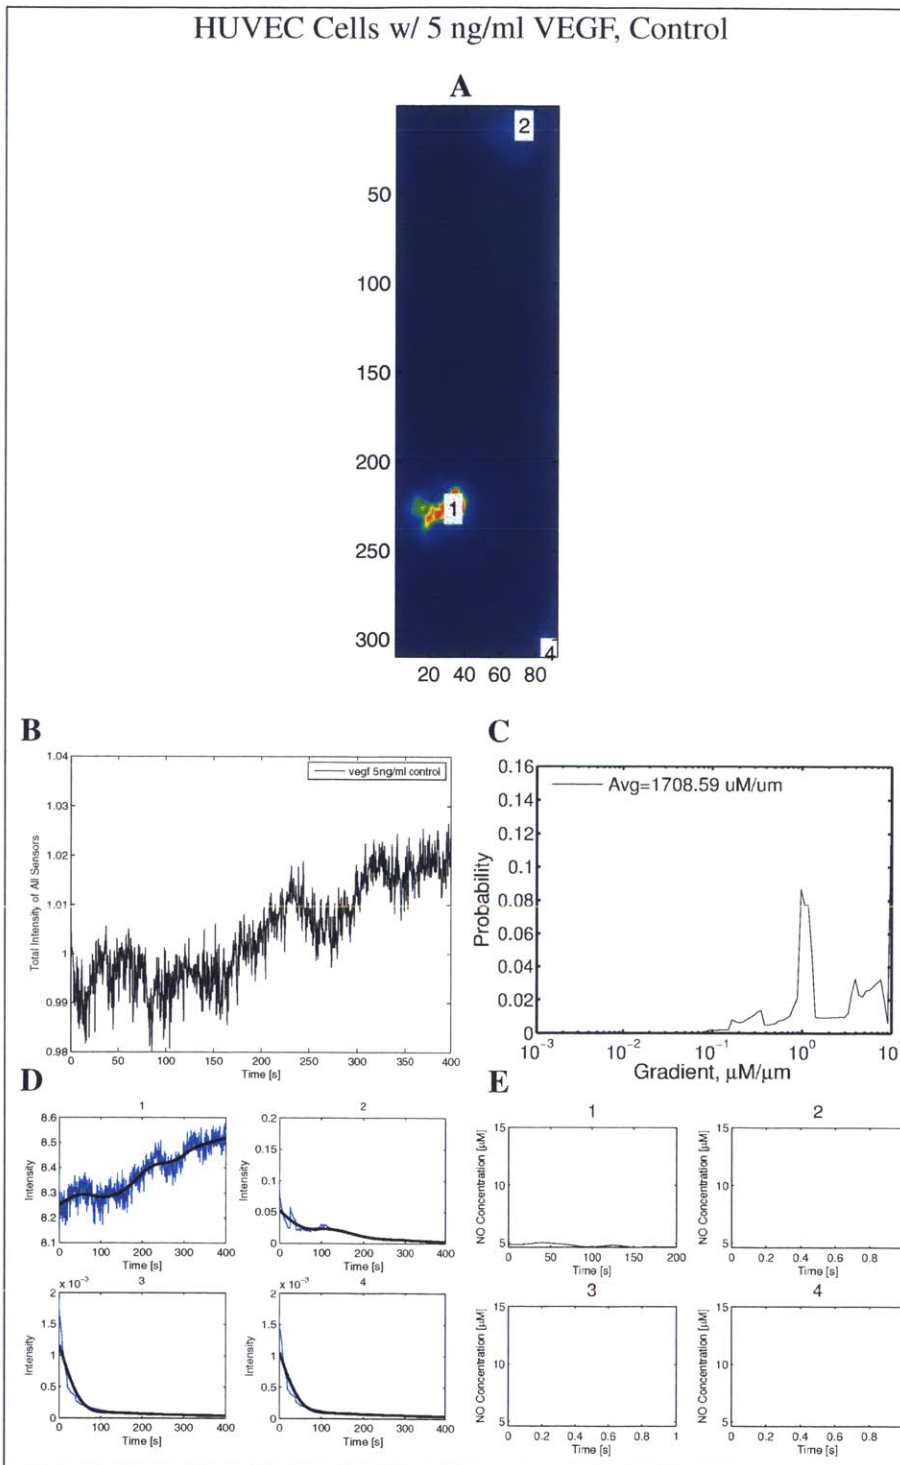 HUVEC Cells w/ 5 ng/ml VEGF, Control
A
2
50
100
150
200
1
250
300
4
20 40 60 80
B
1.04
1.03
1.02
1.01
1
0.99
0.98
vegf 5ng/ml control
Total Intensity of All Sensors
0 50 100 150 200 250 300 350 400
Time [s]
C
0.16
0.14
0.12
0.1
0.08
0.06
0.04
0.02
0
Avg=1708.59 uM/um
Probability
10^-3 10^-2 10^-1 10^0 10^1
Gradient, μM/μm
D
1
8.6
8.5
8.4
8.3
8.2
8.1
Intensity
0 100 200 300 400
Time [s]
2
0.2
0.15
0.1
0.05
0
Intensity
0 100 200 300 400
Time [s]
x 10^-3
3
2
1.5
1
0.5
0
Intensity
0 100 200 300 400
Time [s]
x 10^-3
4
2
1.5
1
0.5
0
Intensity
0 100 200 300 400
Time [s]
E
1
15
10
5
NO Concentration [μM]
0 50 100 150 200
Time [s]
2
15
10
5
NO Concentration [μM]
0 0.2 0.4 0.6 0.8
Time [s]
3
15
10
5
NO Concentration [μM]
0 0.2 0.4 0.6 0.8 1
Time [s]
4
15
10
5
NO Concentration [μM]
0 0.2 0.4 0.6 0.8
Time [s]